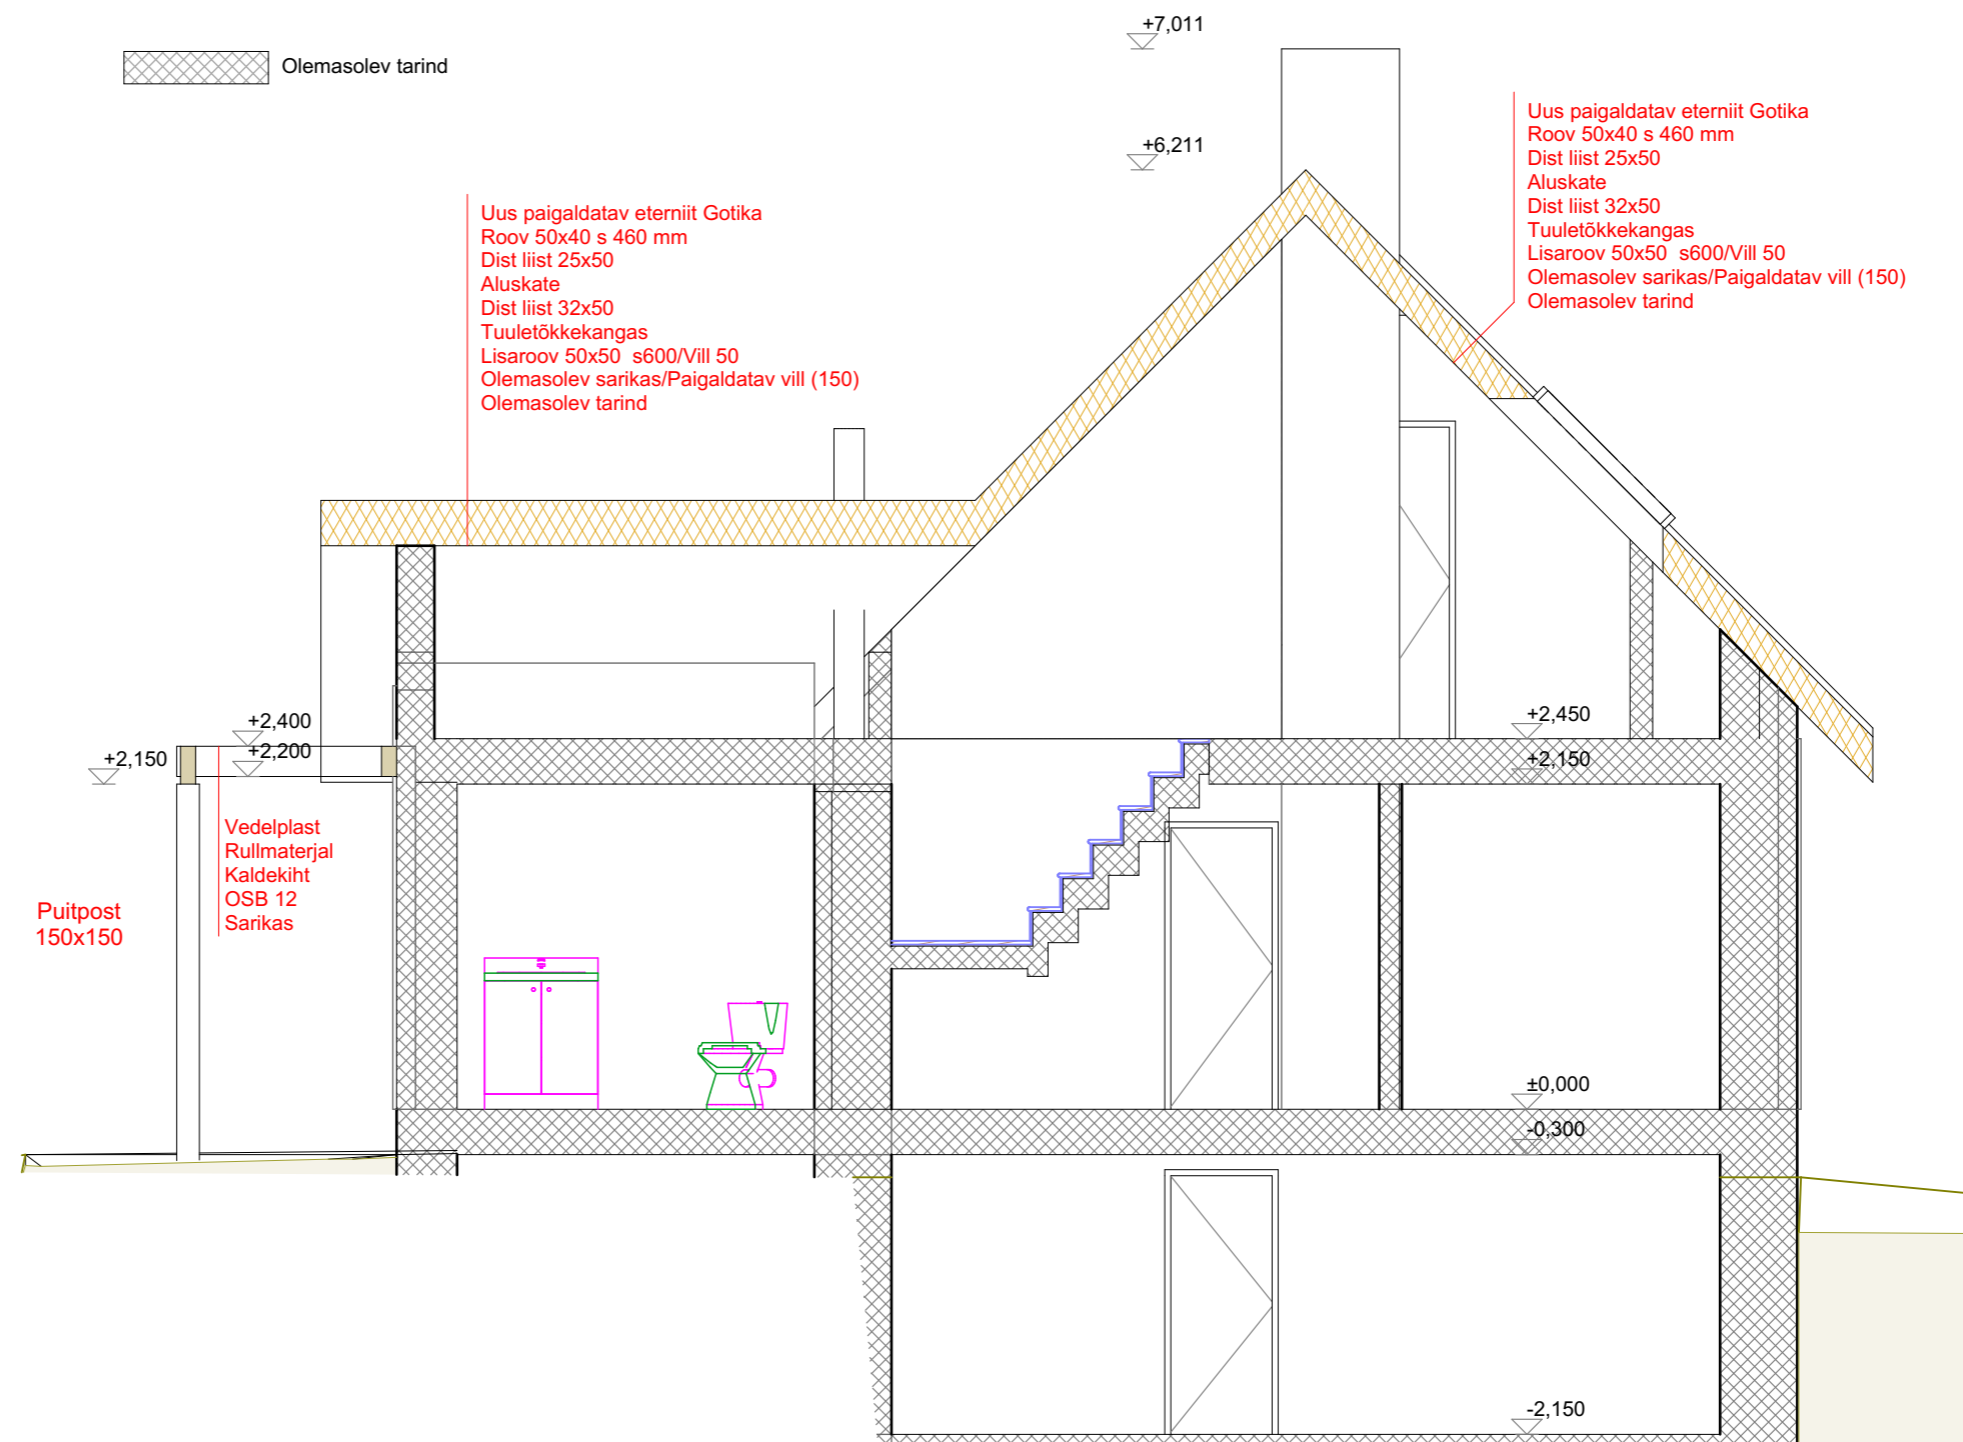 +7,011
Olemasolev tarind
+6,211
Uus paigaldatav eterniit Gotika
Roov 50x40 s 460 mm
Dist liist 25x50
Aluskate
Dist liist 32x50
Tuuletõkkekangas
Lisaroov 50x50  s600/Vill 50
Olemasolev sarikas/Paigaldatav vill (150)
Olemasolev tarind
Uus paigaldatav eterniit Gotika
Roov 50x40 s 460 mm
Dist liist 25x50
Aluskate
Dist liist 32x50
Tuuletõkkekangas
Lisaroov 50x50  s600/Vill 50
Olemasolev sarikas/Paigaldatav vill (150)
Olemasolev tarind
+2,400
+2,200
+2,150
+2,450
+2,150
Vedelplast
Rullmaterjal
Kaldekiht
OSB 12
Sarikas
Puitpost
150x150
±0,000
-0,300
-2,150